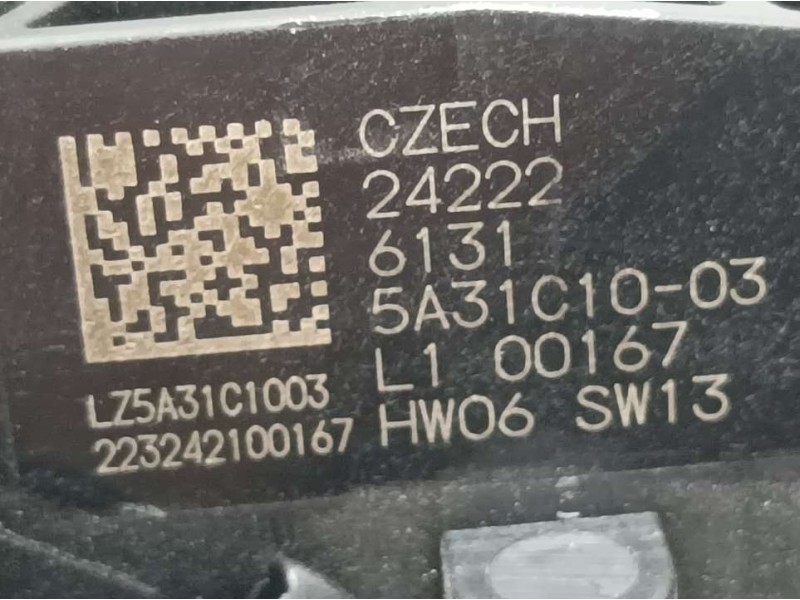 CZECH
24222
6131
5A31C10-03
L1 00167
HW06 SW13
LZ5A31C1003
223242100167